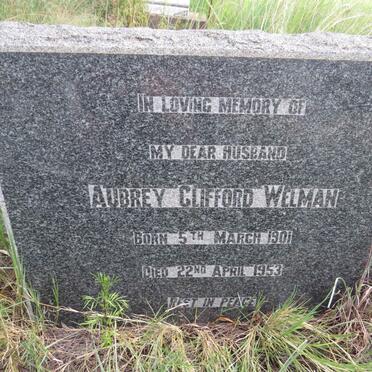 IN LOVING MEMORY OF
MY DEAR HUSBAND
AUBREY CLIFFORD WELMAN
BORN 5TH MARCH 1901
DIED 22ND APRIL 1953
REST IN PEACE